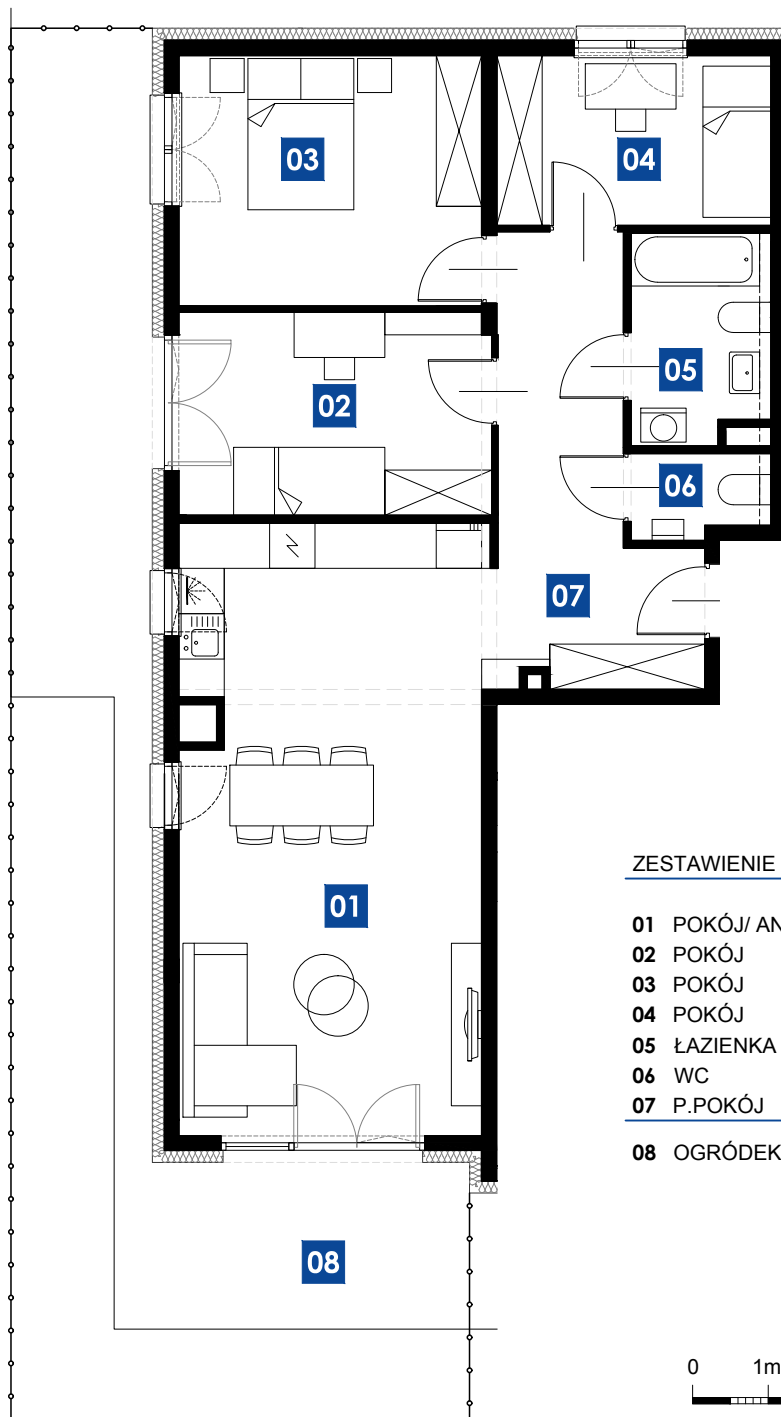 03
04
02
05
06
07
01
ZESTAWIENIE
01 POKÓJ/ AN
02 POKÓJ
03 POKÓJ
04 POKÓJ
05 ŁAZIENKA
06 WC
07 P.POKÓJ
08 OGRÓDEK
08
0 1m